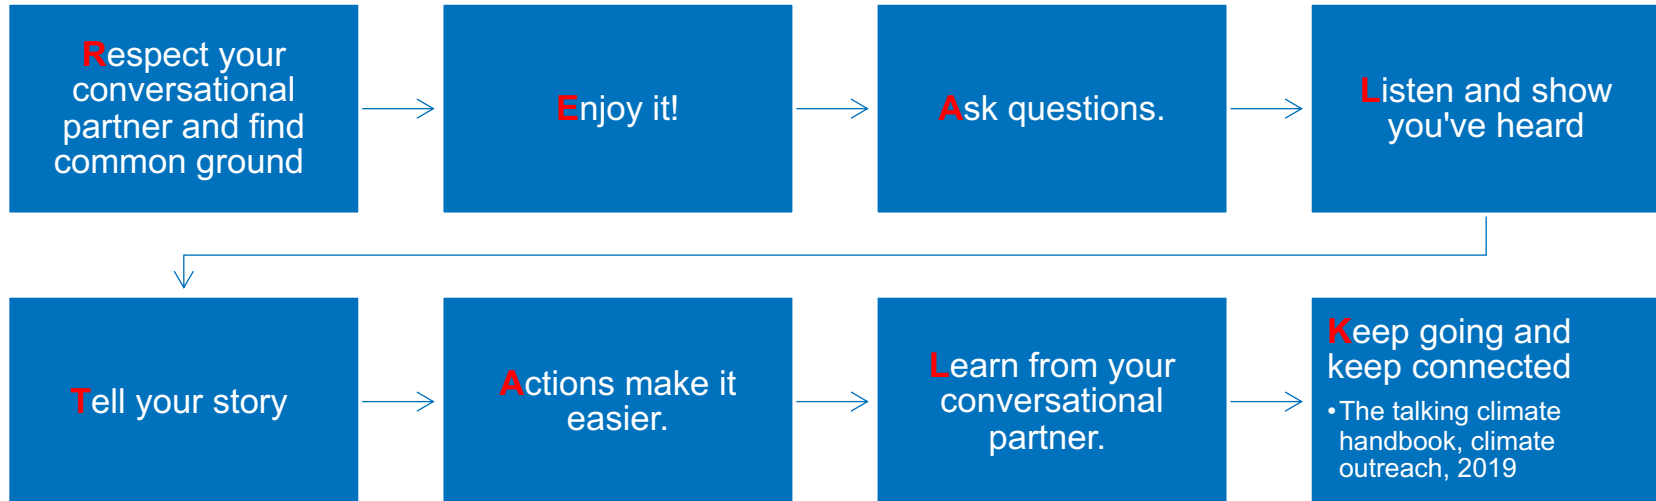 Respect your
conversational
partner and find
common ground
Enjoy it!
Ask questions.
Listen and show
you've heard
Tell your story
Actions make it
easier.
Learn from your
conversational
partner.
Keep going and
keep connected
•The talking climate
handbook, climate
outreach, 2019